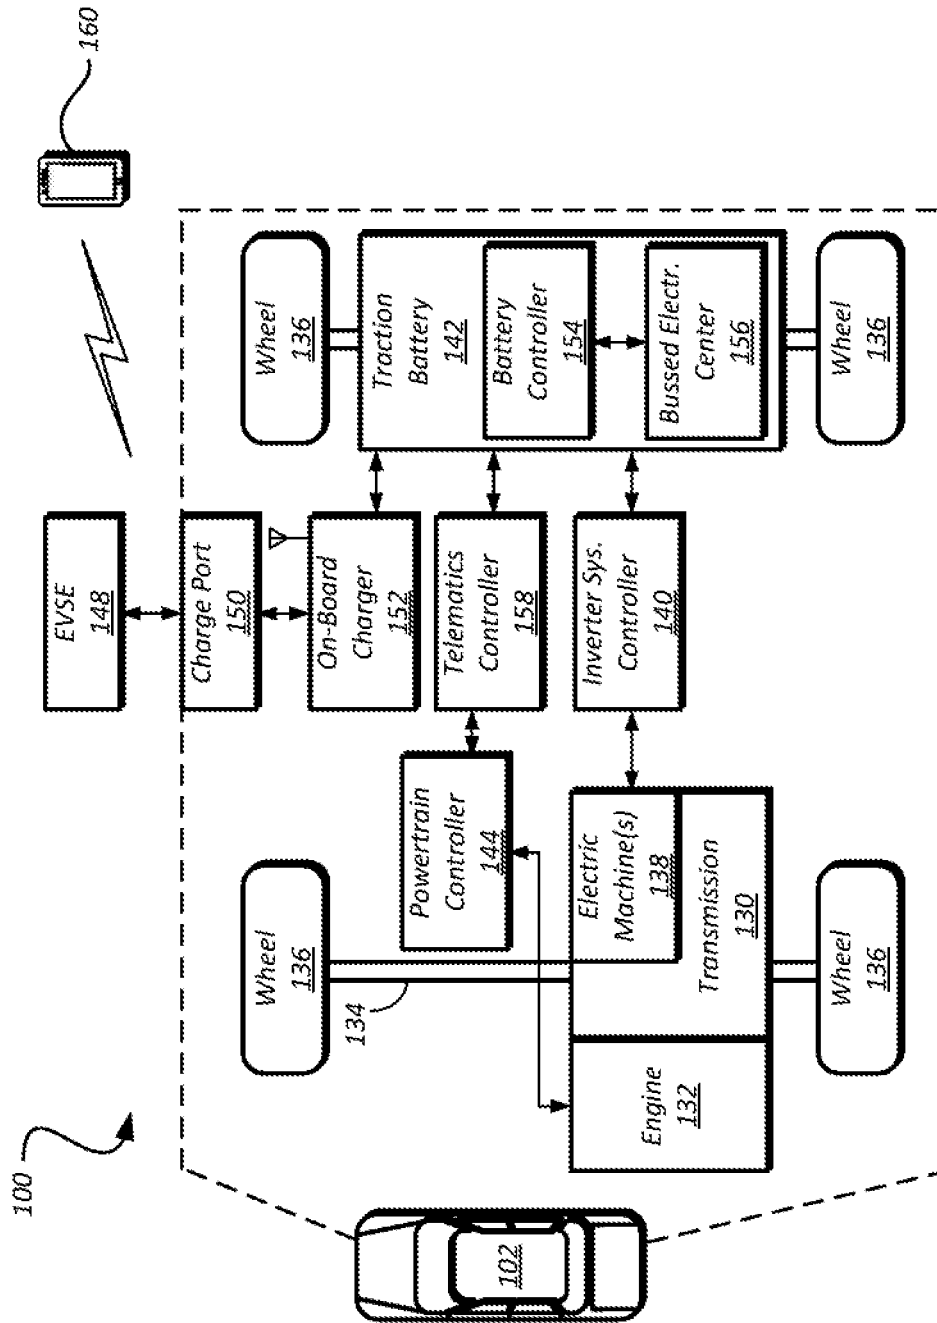 100
160
EVSE
148
Charge Port
150
Wheel
136
Wheel
136
134
On-Board
Charger
152
Powertrain
Controller
144
Telematics
Controller
158
Traction
Battery
142
Battery
Controller
154
102
Engine
132
Electric
Machine(s)
138
Transmission
130
Inverter Sys.
Controller
140
Bussed Electr.
Center
156
Wheel
136
Wheel
136